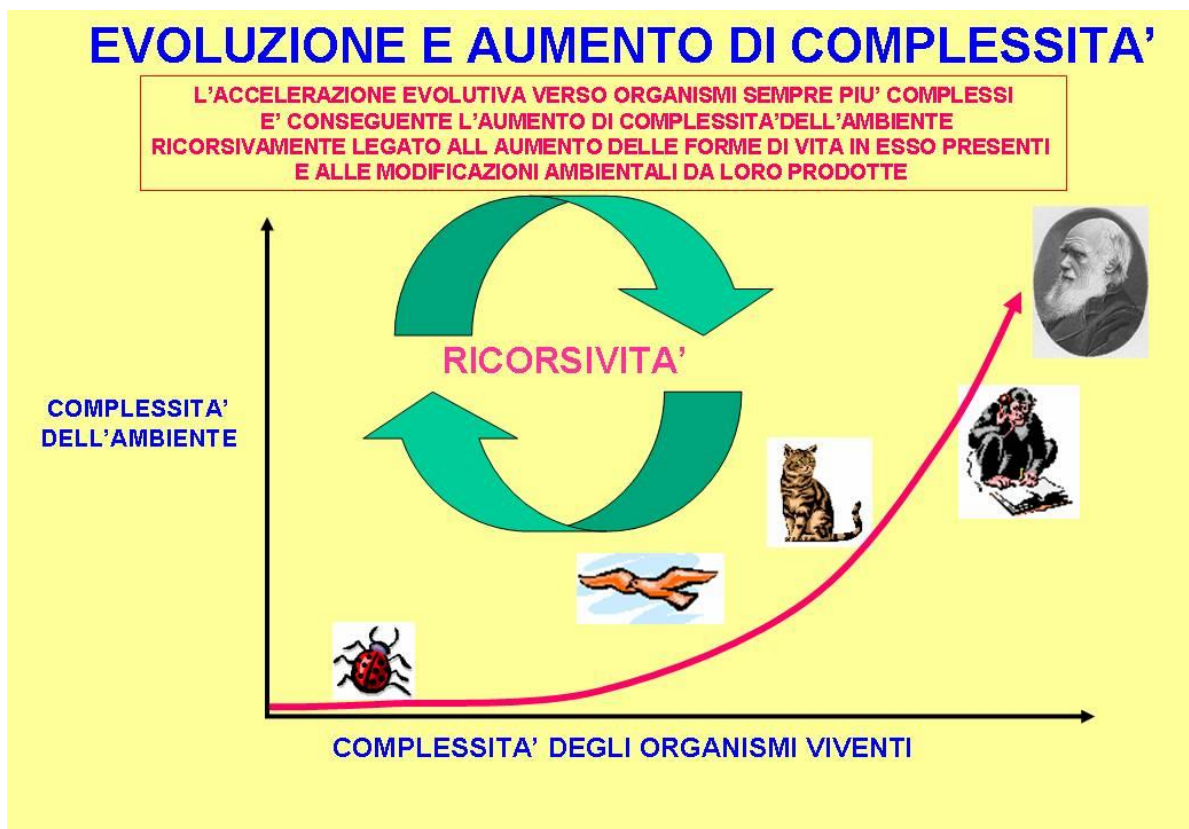 EVOLUZIONE E AUMENTO DI COMPLESSITA'
L'ACCELERAZIONE EVOLUTIVA VERSO ORGANISMI SEMPRE PIU' COMPLESSI
E' CONSEGUENTE L'AUMENTO DI COMPLESSITA'DELL'AMBIENTE
RICORSIVAMENTE LEGATO ALL AUMENTO DELLE FORME DI VITA IN ESSO PRESENTI
E ALLE MODIFICAZIONI AMBIENTALI DA LORO PRODOTTE
RICORSIVITA'
COMPLESSITA'
DELL'AMBIENTE
COMPLESSITA' DEGLI ORGANISMI VIVENTI